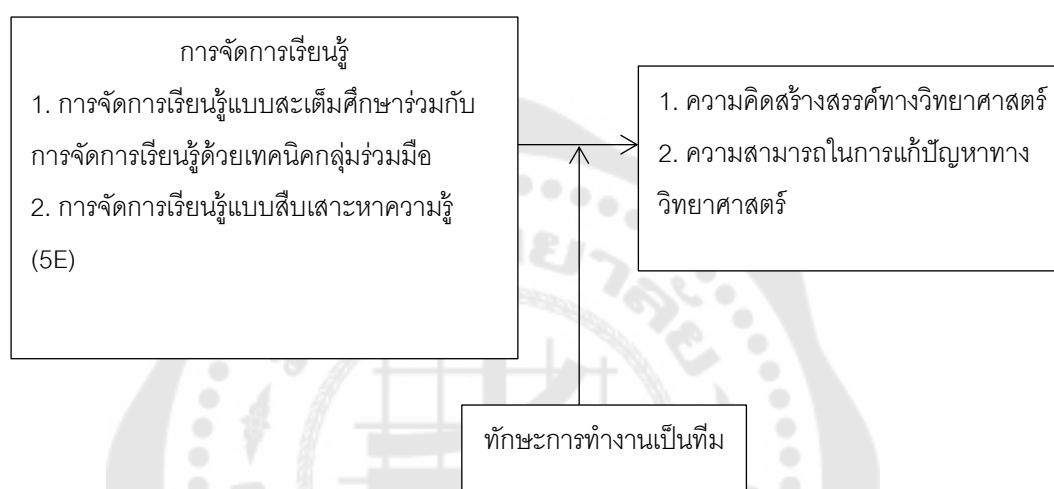 การจัดการเรียนรู้
1. การจัดการเรียนรู้แบบสะเต็มศึกษาร่วมกับ
การจัดการเรียนรู้ด้วยเทคนิคกลุ่มร่วมมือ
2. การจัดการเรียนรู้แบบสืบเสาะหาความรู้
(5E)
1. ความคิดสร้างสรรค์ทางวิทยาศาสตร์
2. ความสามารถในการแก้ปัญหาทาง
วิทยาศาสตร์
ทักษะการทำงานเป็นทีม